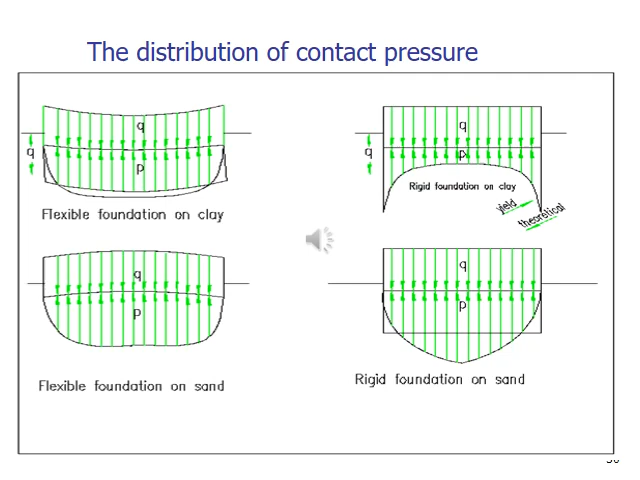 The distribution of contact pressure
q
q
p
Flexible foundation on clay
q
q
p
Rigid foundation on clay
yield
theoretical
q
p
Flexible foundation on sand
q
p
Rigid foundation on sand